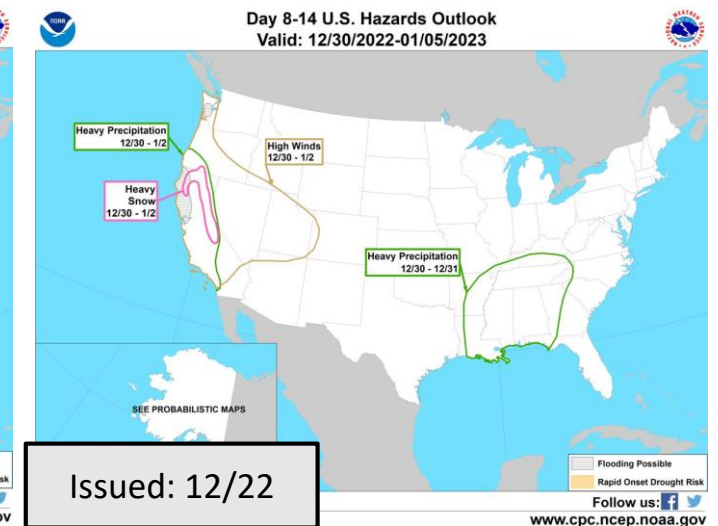 Day 8-14 U.S. Hazards Outlook
Valid: 12/30/2022-01/05/2023
NOAA
Heavy Precipitation
12/30 - 1/2
High Winds
12/30 - 1/2
Heavy
Snow
12/30 - 1/2
Heavy Precipitation
12/30 - 12/31
SEE PROBABILISTIC MAPS
Issued: 12/22
sk
ov
Flooding Possible
Rapid Onset Drought Risk
Follow us:
www.cpc.ncep.noaa.gov